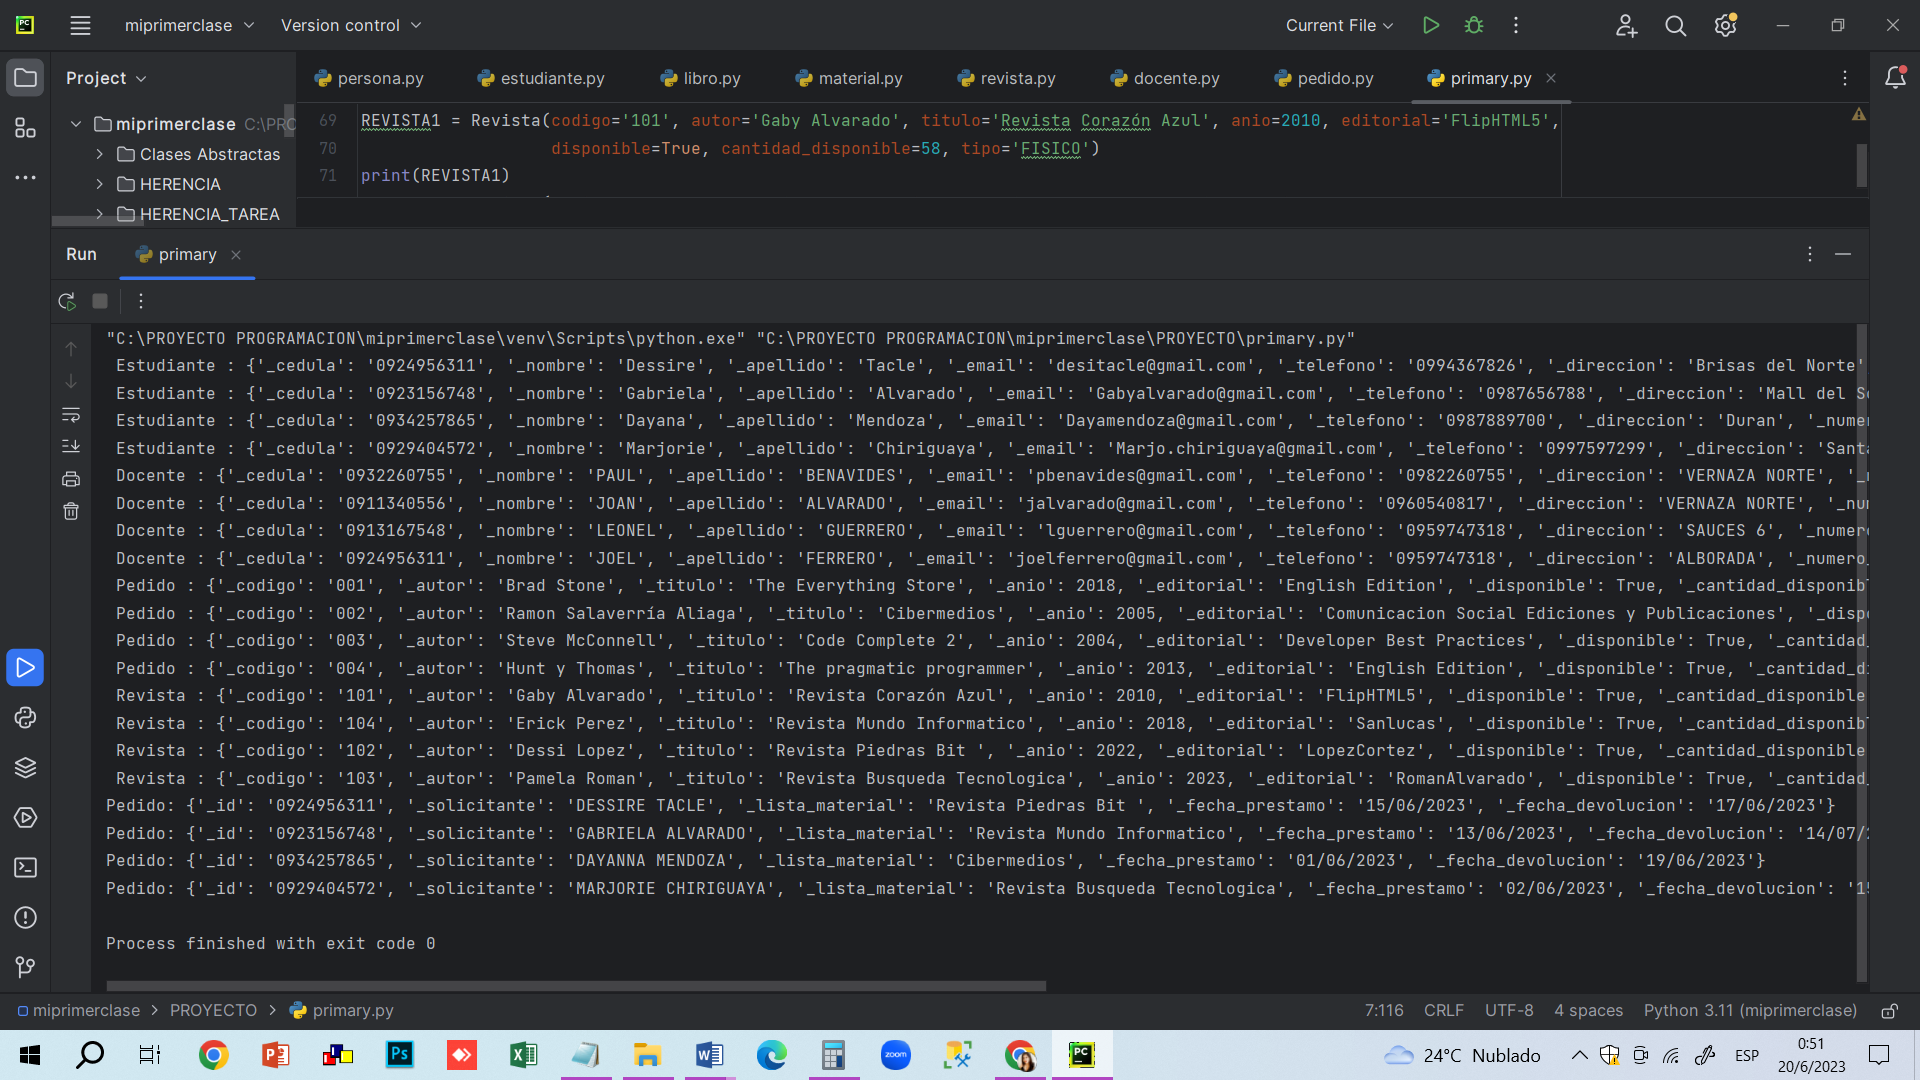 miprimerclase
Version control
Current File
Project
persona.py
estudiante.py
libro.py
material.py
revista.py
docente.py
pedido.py
primary.py
miprimerclase C:\PRO
Clases Abstractas
HERENCIA
HERENCIA_TAREA
69 REVISTA1 = Revista(codigo='101', autor='Gaby Alvarado', titulo='Revista Corazón Azul', anio=2010, editorial='FlipHTML5',
70 disponible=True, cantidad_disponible=58, tipo='FISICO')
71 print(REVISTA1)
Run primary
"C:\PROYECTO PROGRAMACION\miprimerclase\venv\Scripts\python.exe" "C:\PROYECTO PROGRAMACION\miprimerclase\PROYECTO\primary.py"
Estudiante : {'_cedula': '0924956311', '_nombre': 'Dessire', '_apellido': 'Tacle', '_email': 'desitacle@gmail.com', '_telefono': '0994367826', '_direccion': 'Brisas del Norte'
Estudiante : {'_cedula': '0923156748', '_nombre': 'Gabriela', '_apellido': 'Alvarado', '_email': 'Gabyalvarado@gmail.com', '_telefono': '0987656788', '_direccion': 'Mall del So
Estudiante : {'_cedula': '0934257865', '_nombre': 'Dayana', '_apellido': 'Mendoza', '_email': 'Dayamendoza@gmail.com', '_telefono': '0987889700', '_direccion': 'Duran', '_numer
Estudiante : {'_cedula': '0929404572', '_nombre': 'Marjorie', '_apellido': 'Chiriguaya', '_email': 'Marjo.chiriguaya@gmail.com', '_telefono': '0997597299', '_direccion': 'Santa
Docente : {'_cedula': '0932260755', '_nombre': 'PAUL', '_apellido': 'BENAVIDES', '_email': 'pbenavides@gmail.com', '_telefono': '0982260755', '_direccion': 'VERNAZA NORTE', '_n
Docente : {'_cedula': '0911340556', '_nombre': 'JOAN', '_apellido': 'ALVARADO', '_email': 'jalvarado@gmail.com', '_telefono': '0960540817', '_direccion': 'VERNAZA NORTE', '_num
Docente : {'_cedula': '0913167548', '_nombre': 'LEONEL', '_apellido': 'GUERRERO', '_email': 'lguerrero@gmail.com', '_telefono': '0959747318', '_direccion': 'SAUCES 6', '_numero
Docente : {'_cedula': '0924956311', '_nombre': 'JOEL', '_apellido': 'FERRERO', '_email': 'joelferrero@gmail.com', '_telefono': '0959747318', '_direccion': 'ALBORADA', '_numero_
Pedido : {'_codigo': '001', '_autor': 'Brad Stone', '_titulo': 'The Everything Store', '_anio': 2018, '_editorial': 'English Edition', '_disponible': True, '_cantidad_disponibl
Pedido : {'_codigo': '002', '_autor': 'Ramon Salaverría Aliaga', '_titulo': 'Cibermedios', '_anio': 2005, '_editorial': 'Comunicacion Social Ediciones y Publicaciones', '_dispo
Pedido : {'_codigo': '003', '_autor': 'Steve McConnell', '_titulo': 'Code Complete 2', '_anio': 2004, '_editorial': 'Developer Best Practices', '_disponible': True, '_cantidad_
Pedido : {'_codigo': '004', '_autor': 'Hunt y Thomas', '_titulo': 'The pragmatic programmer', '_anio': 2013, '_editorial': 'English Edition', '_disponible': True, '_cantidad_di
Revista : {'_codigo': '101', '_autor': 'Gaby Alvarado', '_titulo': 'Revista Corazón Azul', '_anio': 2010, '_editorial': 'FlipHTML5', '_disponible': True, '_cantidad_disponible'
Revista : {'_codigo': '104', '_autor': 'Erick Perez', '_titulo': 'Revista Mundo Informatico', '_anio': 2018, '_editorial': 'Sanlucas', '_disponible': True, '_cantidad_disponibl
Revista : {'_codigo': '102', '_autor': 'Dessi Lopez', '_titulo': 'Revista Piedras Bit ', '_anio': 2022, '_editorial': 'LopezCortez', '_disponible': True, '_cantidad_disponible'
Revista : {'_codigo': '103', '_autor': 'Pamela Roman', '_titulo': 'Revista Busqueda Tecnologica', '_anio': 2023, '_editorial': 'RomanAlvarado', '_disponible': True, '_cantidad_
Pedido: {'_id': '0924956311', '_solicitante': 'DESSIRE TACLE', '_lista_material': 'Revista Piedras Bit ', '_fecha_prestamo': '15/06/2023', '_fecha_devolucion': '17/06/2023'}
Pedido: {'_id': '0923156748', '_solicitante': 'GABRIELA ALVARADO', '_lista_material': 'Revista Mundo Informatico', '_fecha_prestamo': '13/06/2023', '_fecha_devolucion': '14/07/2
Pedido: {'_id': '0934257865', '_solicitante': 'DAYANNA MENDOZA', '_lista_material': 'Cibermedios', '_fecha_prestamo': '01/06/2023', '_fecha_devolucion': '19/06/2023'}
Pedido: {'_id': '0929404572', '_solicitante': 'MARJORIE CHIRIGUAYA', '_lista_material': 'Revista Busqueda Tecnologica', '_fecha_prestamo': '02/06/2023', '_fecha_devolucion': '15
Process finished with exit code 0
miprimerclase > PROYECTO > primary.py
7:116 CRLF UTF-8 4 spaces Python 3.11 (miprimerclase)
24°C Nublado
ESP
0:51
20/6/2023